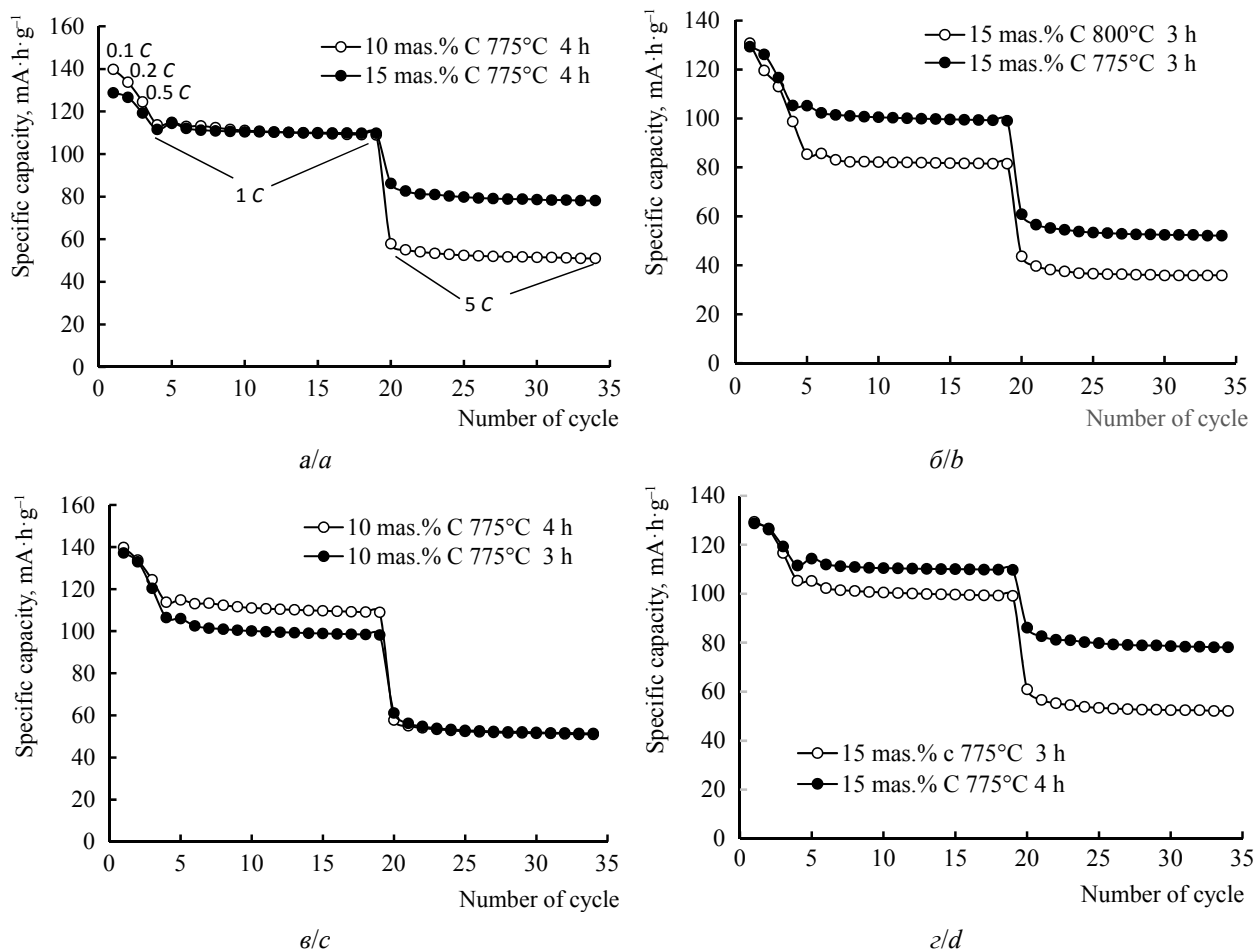 160
140
120
100
80
60
40
20
0
Specific capacity, mA·h·g⁻¹
0.1 C
0.2 C
0.5 C
10 mas.% C 775°C 4 h
15 mas.% C 775°C 4 h
1 C
5 C
0 5 10 15 20 25 30 35
Number of cycle
а/a
140
120
100
80
60
40
20
0
Specific capacity, mA·h·g⁻¹
15 mas.% C 800°C 3 h
15 mas.% C 775°C 3 h
0 5 10 15 20 25 30 35
Number of cycle
б/b
160
140
120
100
80
60
40
20
0
Specific capacity, mA·h·g⁻¹
10 mas.% C 775°C 4 h
10 mas.% C 775°C 3 h
0 5 10 15 20 25 30 35
Number of cycle
в/c
140
120
100
80
60
40
20
0
Specific capacity, mA·h·g⁻¹
15 mas.% c 775°C 3 h
15 mas.% C 775°C 4 h
0 5 10 15 20 25 30 35
Number of cycle
г/d